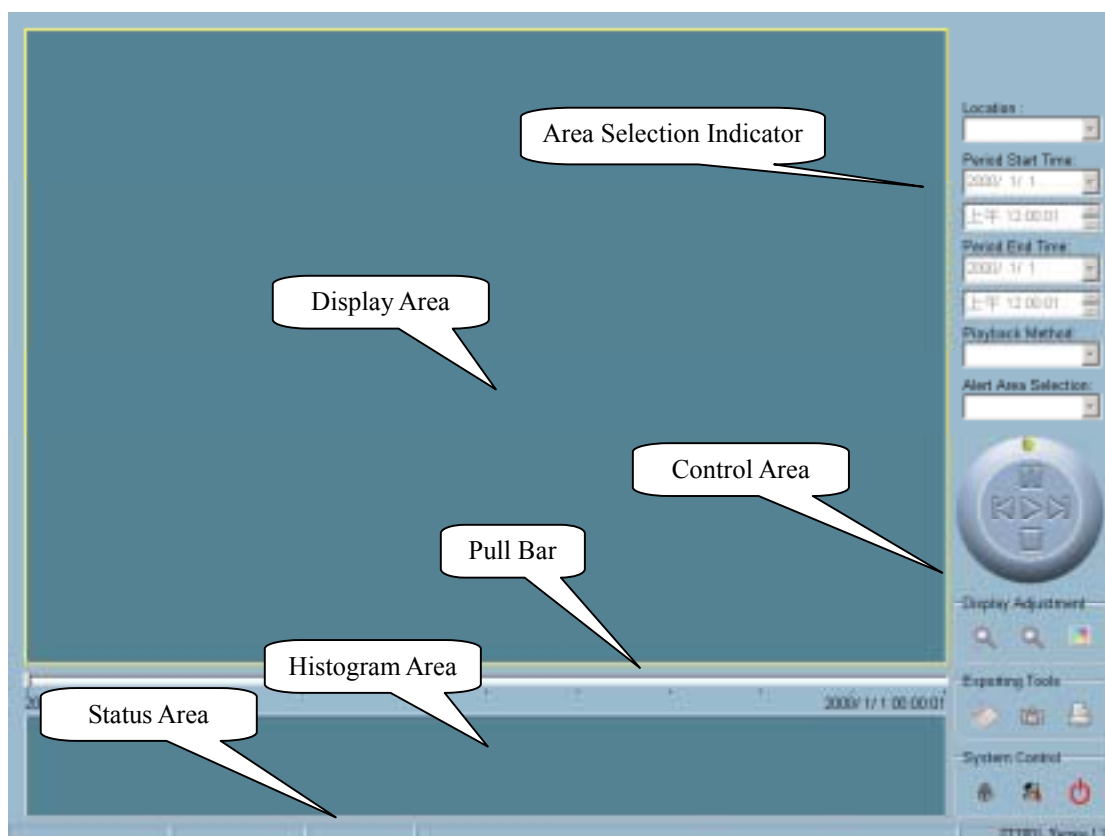 Area Selection Indicator
Display Area
Control Area
Pull Bar
Histogram Area
Status Area
2000/ 1/ 1 00:00:01
Location :
Period Start Time:
2000/ 1/ 1
上午 12:00:01
Period End Time:
2000/ 1/ 1
上午 12:00:01
Playback Method:
Alert Area Selection:
Display Adjustment
Exporting Tools
System Control